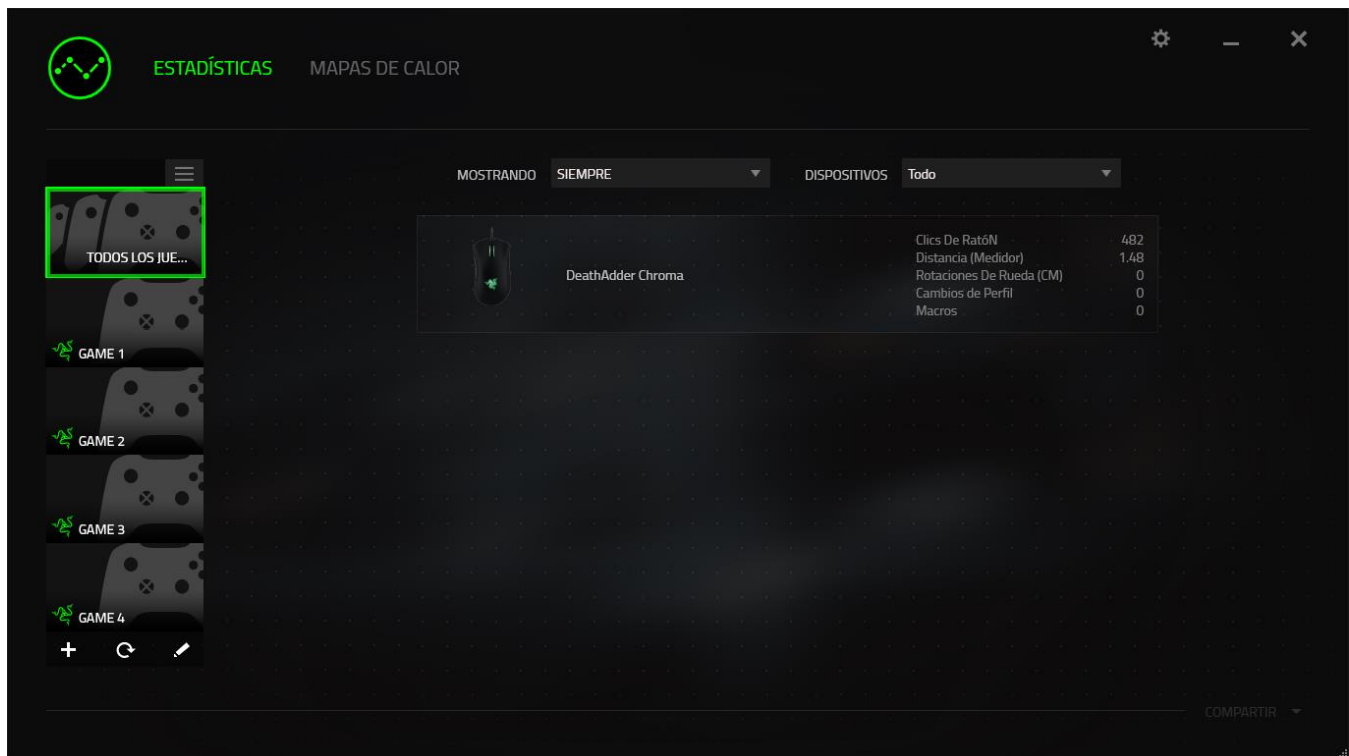 ESTADÍSTICAS MAPAS DE CALOR
MOSTRANDO SIEMPRE DISPOSITIVOS Todo
TODOS LOS JUE...
GAME 1
GAME 2
GAME 3
GAME 4
DeathAdder Chroma
Clics De RatóN 482
Distancia (Medidor) 1.48
Rotaciones De Rueda (CM) 0
Cambios de Perfil 0
Macros 0
COMPARTIR